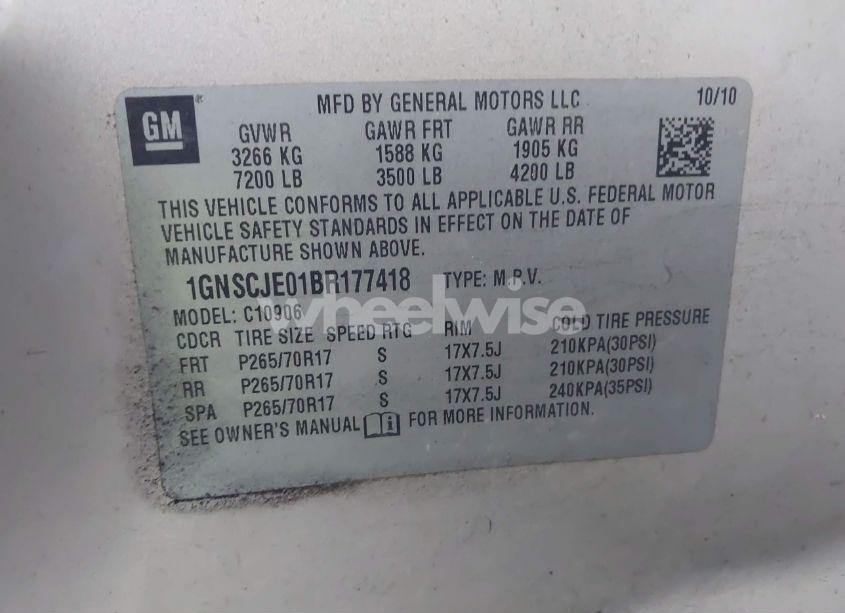 GM
MFD BY GENERAL MOTORS LLC 10/10
GVWR GAWR FRT GAWR RR
3266 KG 1588 KG 1905 KG
7200 LB 3500 LB 4200 LB
THIS VEHICLE CONFORMS TO ALL APPLICABLE U.S. FEDERAL MOTOR
VEHICLE SAFETY STANDARDS IN EFFECT ON THE DATE OF
MANUFACTURE SHOWN ABOVE.
1GNSCJE01BR177418 TYPE: M.P.V.
wheelwise
MODEL: C10906
CDCR TIRE SIZE SPEED RTG RIM COLD TIRE PRESSURE
FRT P265/70R17 S 17X7.5J 210KPA(30PSI)
RR P265/70R17 S 17X7.5J 210KPA(30PSI)
SPA P265/70R17 S 17X7.5J 240KPA(35PSI)
SEE OWNER'S MANUAL FOR MORE INFORMATION.